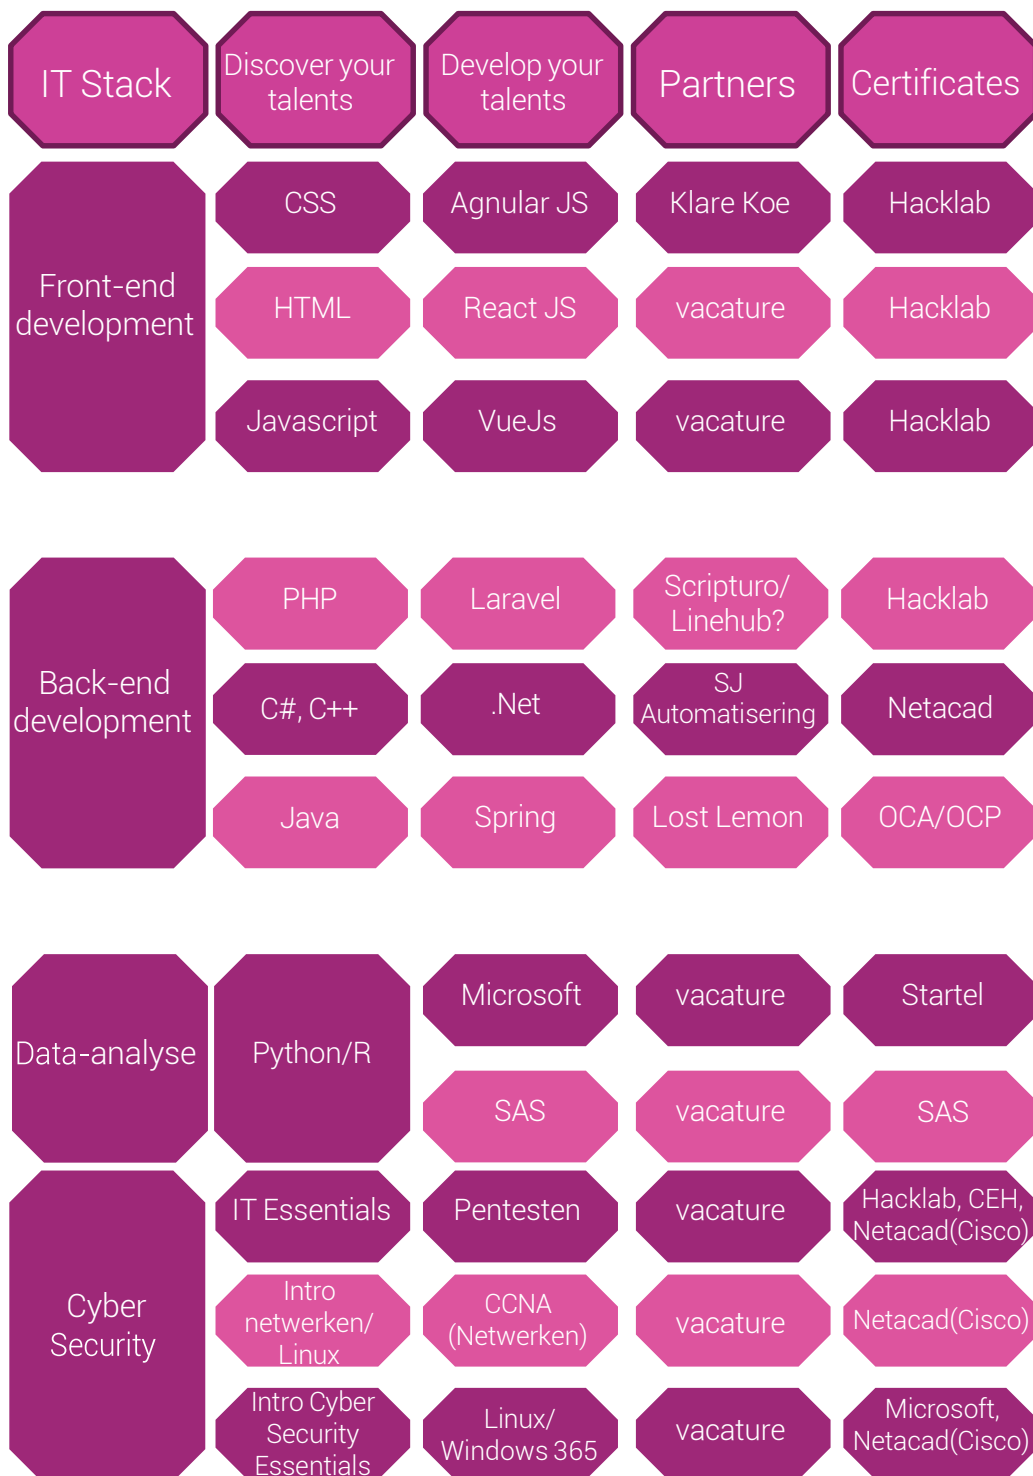 IT Stack
Discover your
talents
Develop your
talents
Partners
Certificates
Front-end
development
CSS
Agnular JS
Klare Koe
Hacklab
HTML
React JS
vacature
Hacklab
Javascript
VueJs
vacature
Hacklab
Back-end
development
PHP
Laravel
Scripturo/
Linehub?
Hacklab
C#, C++
.Net
SJ
Automatisering
Netacad
Java
Spring
Lost Lemon
OCA/OCP
Data-analyse
Python/R
Microsoft
vacature
Startel
SAS
vacature
SAS
Cyber
Security
IT Essentials
Pentesten
vacature
Hacklab, CEH,
Netacad(Cisco)
Intro
netwerken/
Linux
CCNA
(Netwerken)
vacature
Netacad(Cisco)
Intro Cyber
Security
Essentials
Linux/
Windows 365
vacature
Microsoft,
Netacad(Cisco)